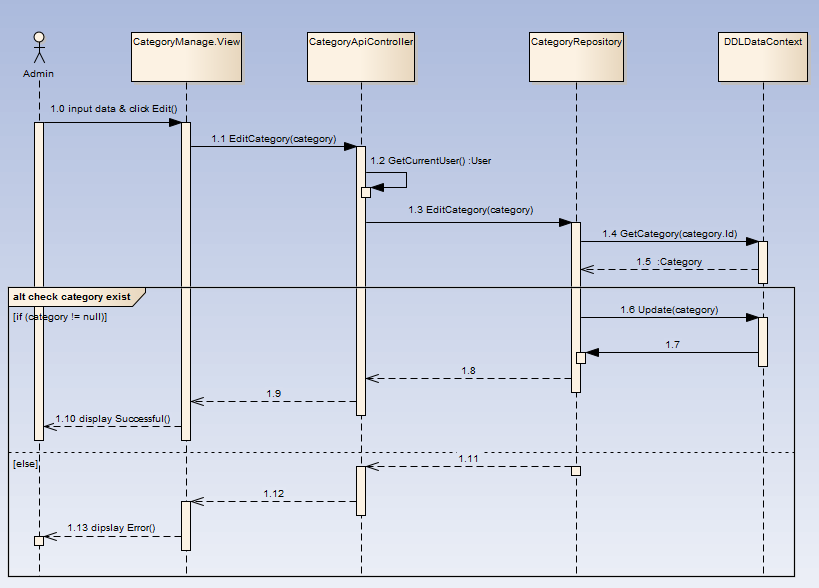 CategoryManage.View
CategoryApiController
CategoryRepository
DDLDataContext
Admin
1.0 input data & click Edit()
1.1 EditCategory(category)
1.2 GetCurrentUser() :User
1.3 EditCategory(category)
1.4 GetCategory(category.Id)
1.5 :Category
alt check category exist
[if (category != null)]
1.6 Update(category)
1.7
1.8
1.9
1.10 display Successful()
[else]
1.11
1.12
1.13 dipslay Error()